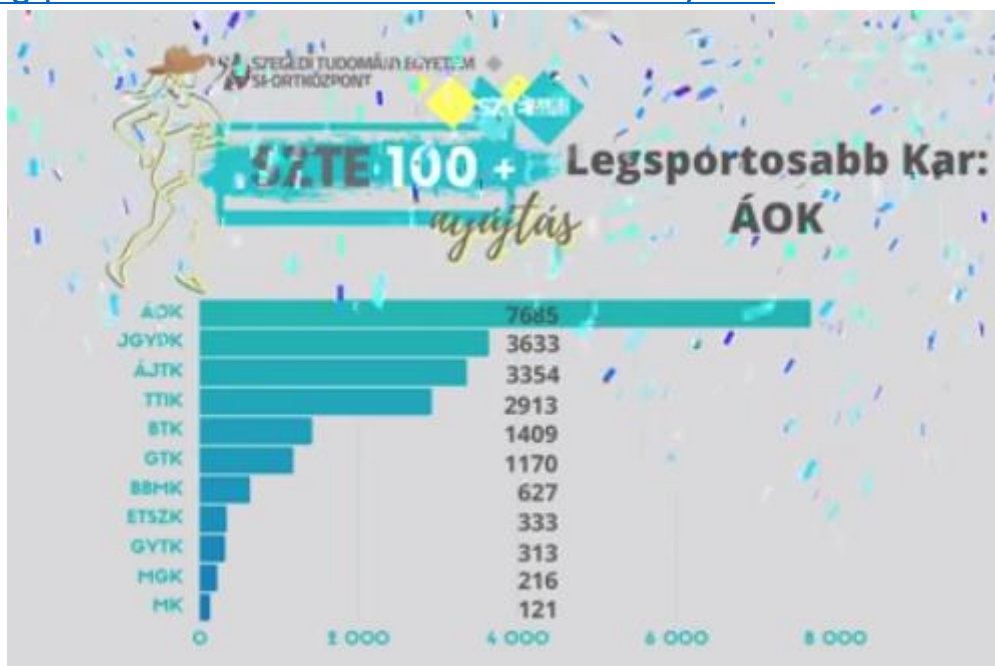 SZEGEDI TUDOMÁNYEGYETEM
SPORTKÖZPONT
SZTE
SZTE 100 +
nyújtás
Legsportosabb Kar:
ÁOK
ÁOK 7685
JGYPK 3633
ÁJTK 3354
TTIK 2913
BTK 1409
GTK 1170
BBMK 627
ETSZK 333
GYTK 313
MGK 216
MK 121
0 2 000 4 000 6 000 8 000